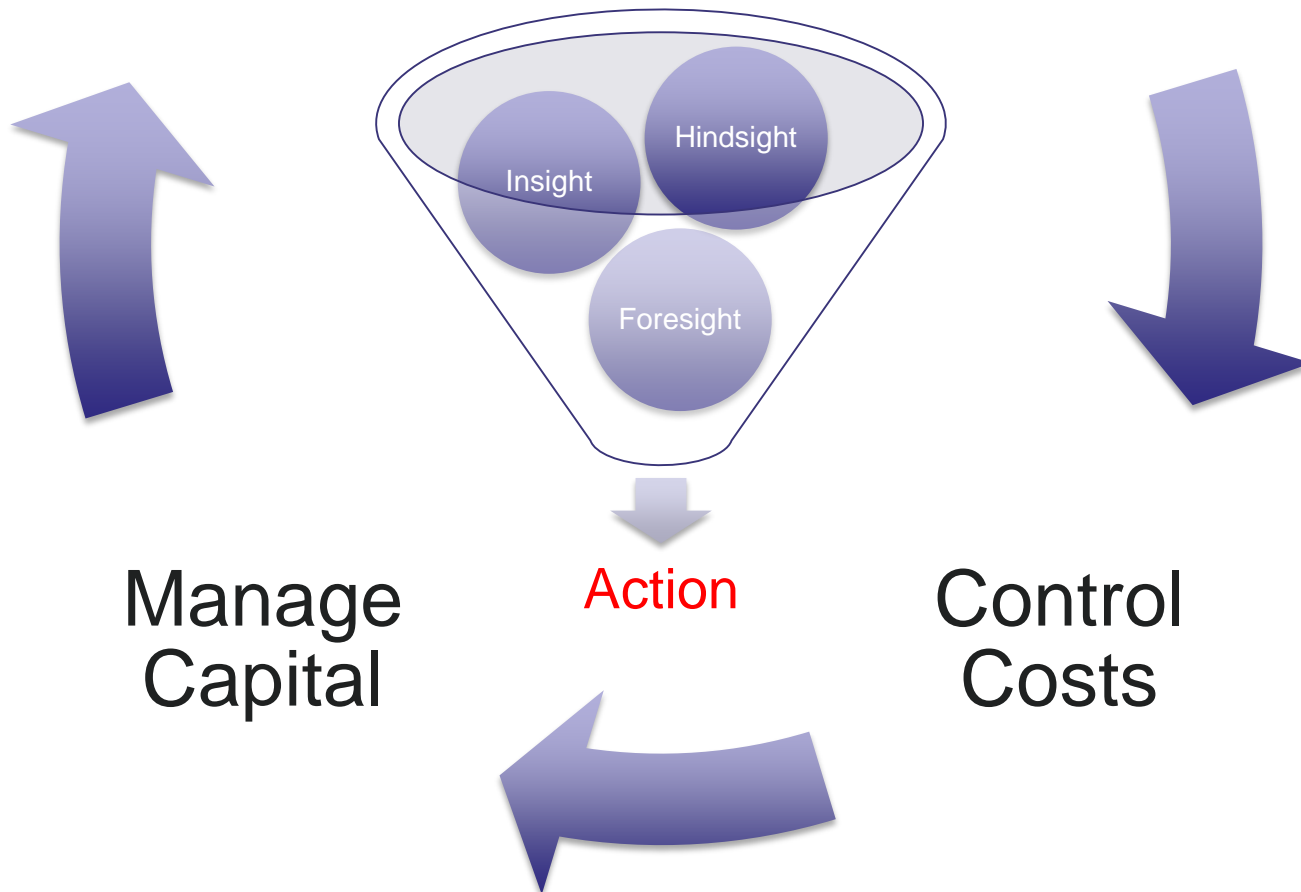 Hindsight
Insight
Foresight
Action
Manage
Capital
Control
Costs